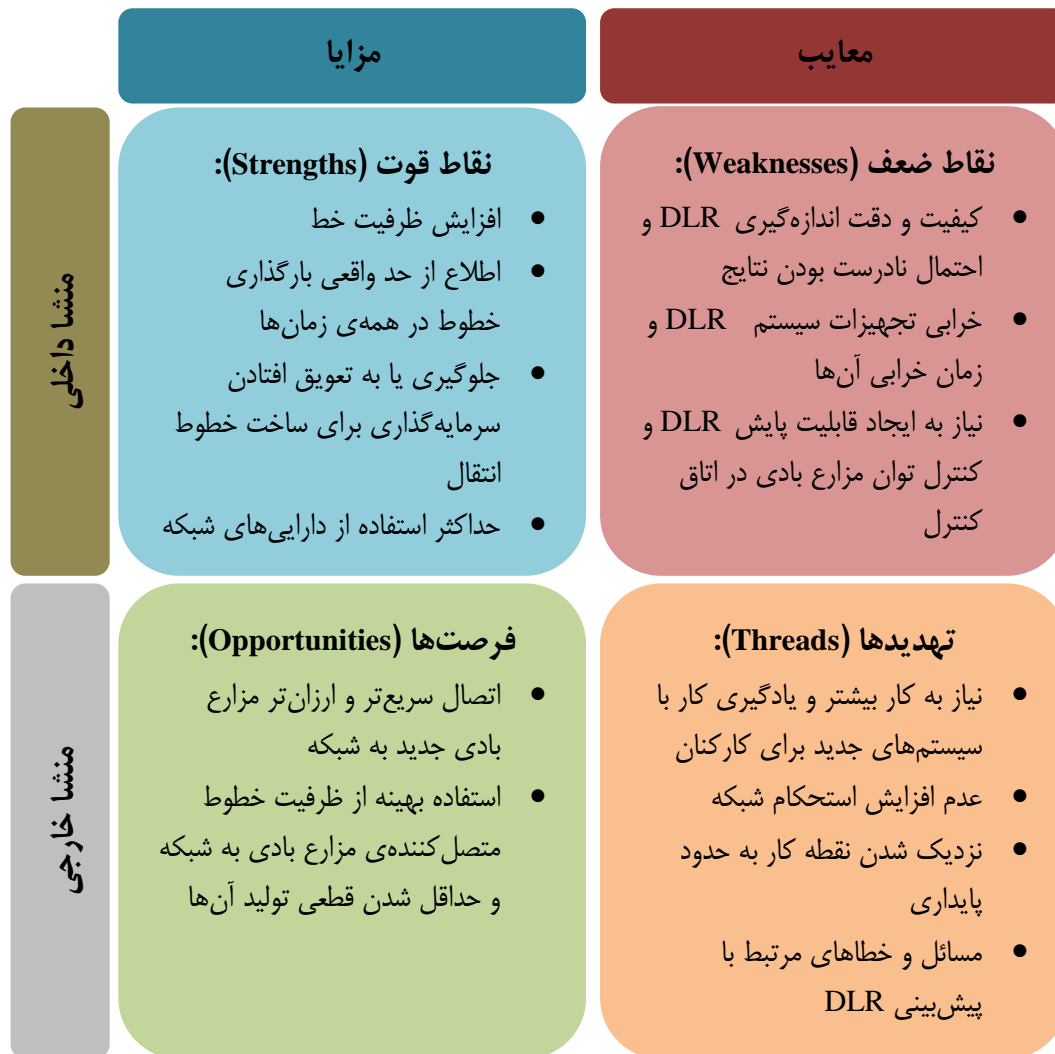 معایب
مزایا
منشا داخلی
نقاط قوت (Strengths):
• افزایش ظرفیت خط
• اطلاع از حد واقعی بارگذاری
خطوط در همه‌ی زمان‌ها
• جلوگیری یا به تعویق افتادن
سرمایه‌گذاری برای ساخت خطوط
انتقال
• حداکثر استفاده از دارایی‌های شبکه
نقاط ضعف (Weaknesses):
• کیفیت و دقت اندازه‌گیری DLR و
احتمال نادرست بودن نتایج
• خرابی تجهیزات سیستم DLR و
زمان خرابی آن‌ها
• نیاز به ایجاد قابلیت پایش DLR و
کنترل توان مزارع بادی در اتاق
کنترل
منشا خارجی
فرصت‌ها (Opportunities):
• اتصال سریع‌تر و ارزان‌تر مزارع
بادی جدید به شبکه
• استفاده بهینه از ظرفیت خطوط
متصل‌کننده‌ی مزارع بادی به شبکه
و حداقل شدن قطعی تولید آن‌ها
تهدیدها (Threads):
• نیاز به کار بیشتر و یادگیری کار با
سیستم‌های جدید برای کارکنان
• عدم افزایش استحکام شبکه
• نزدیک شدن نقطه کار به حدود
پایداری
• مسائل و خطاهای مرتبط با
پیش‌بینی DLR